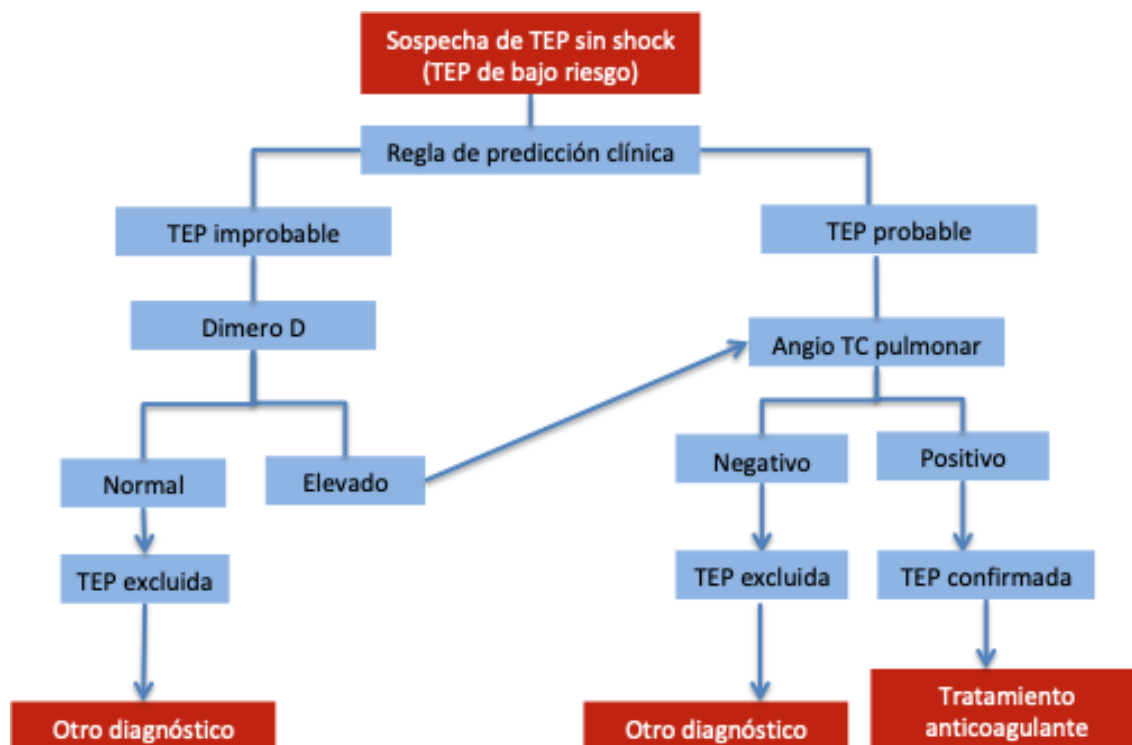 Sospecha de TEP sin shock
(TEP de bajo riesgo)
Regla de predicción clínica
TEP improbable
TEP probable
Dimero D
Angio TC pulmonar
Normal
Elevado
Negativo
Positivo
TEP excluida
TEP excluida
TEP confirmada
Otro diagnóstico
Otro diagnóstico
Tratamiento
anticoagulante